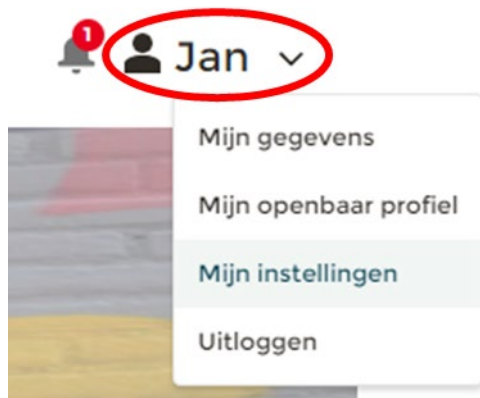 1
Jan
Mijn gegevens
Mijn openbaar profiel
Mijn instellingen
Uitloggen